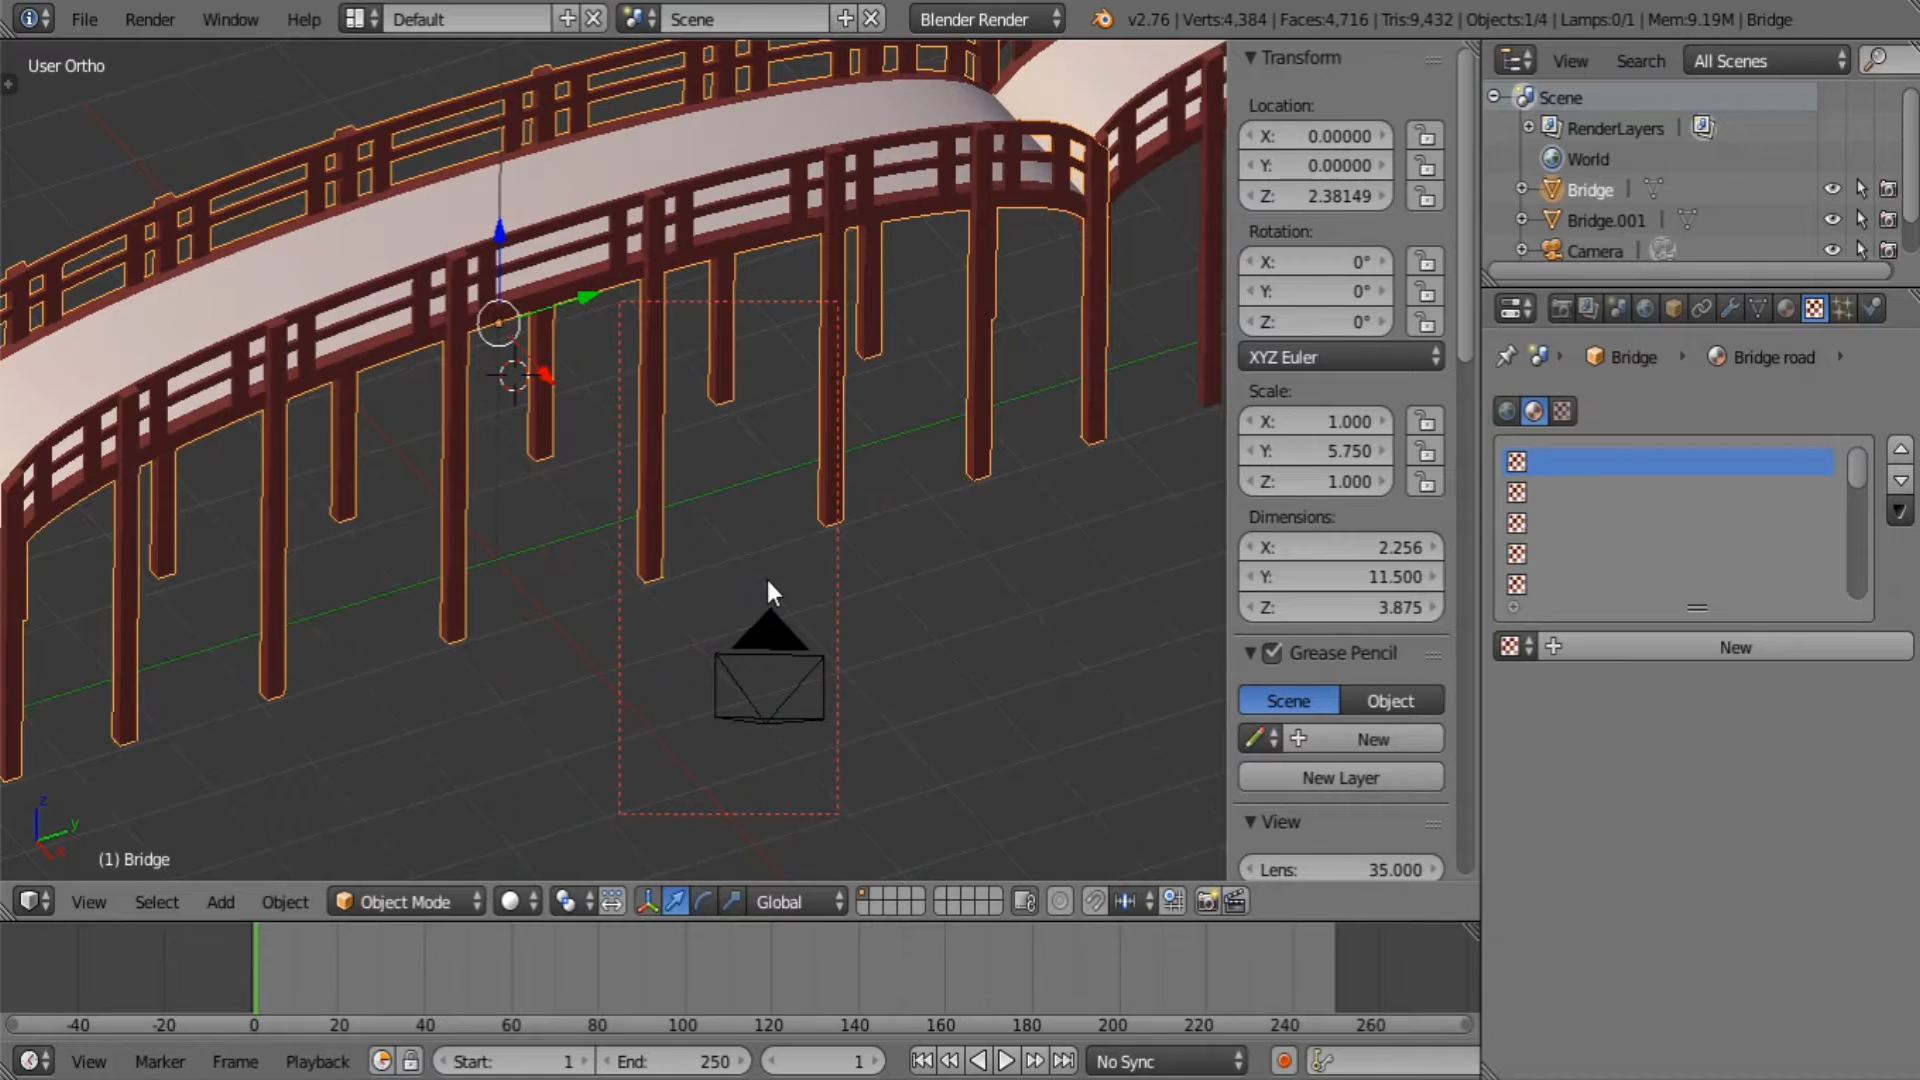 File Render Window Help Default Scene Blender Render v2.76 | Verts:4,384 | Faces:4,716 | Tris:9,432 | Objects:1/4 | Lamps:0/1 | Mem:9.19M | Bridge
User Ortho
(1) Bridge
z
y
x
Transform
Location:
X: 0.00000
Y: 0.00000
Z: 2.38149
Rotation:
X: 0°
Y: 0°
Z: 0°
XYZ Euler
Scale:
X: 1.000
Y: 5.750
Z: 1.000
Dimensions:
X: 2.256
Y: 11.500
Z: 3.875
Grease Pencil
Scene Object
New
New Layer
View
Lens: 35.000
View Search All Scenes
Scene
RenderLayers
World
Bridge
Bridge.001
Camera
Bridge Bridge road
New
View Select Add Object Object Mode Global
-40 -20 0 20 40 60 80 100 120 140 160 180 200 220 240 260
View Marker Frame Playback Start: 1 End: 250 1 No Sync